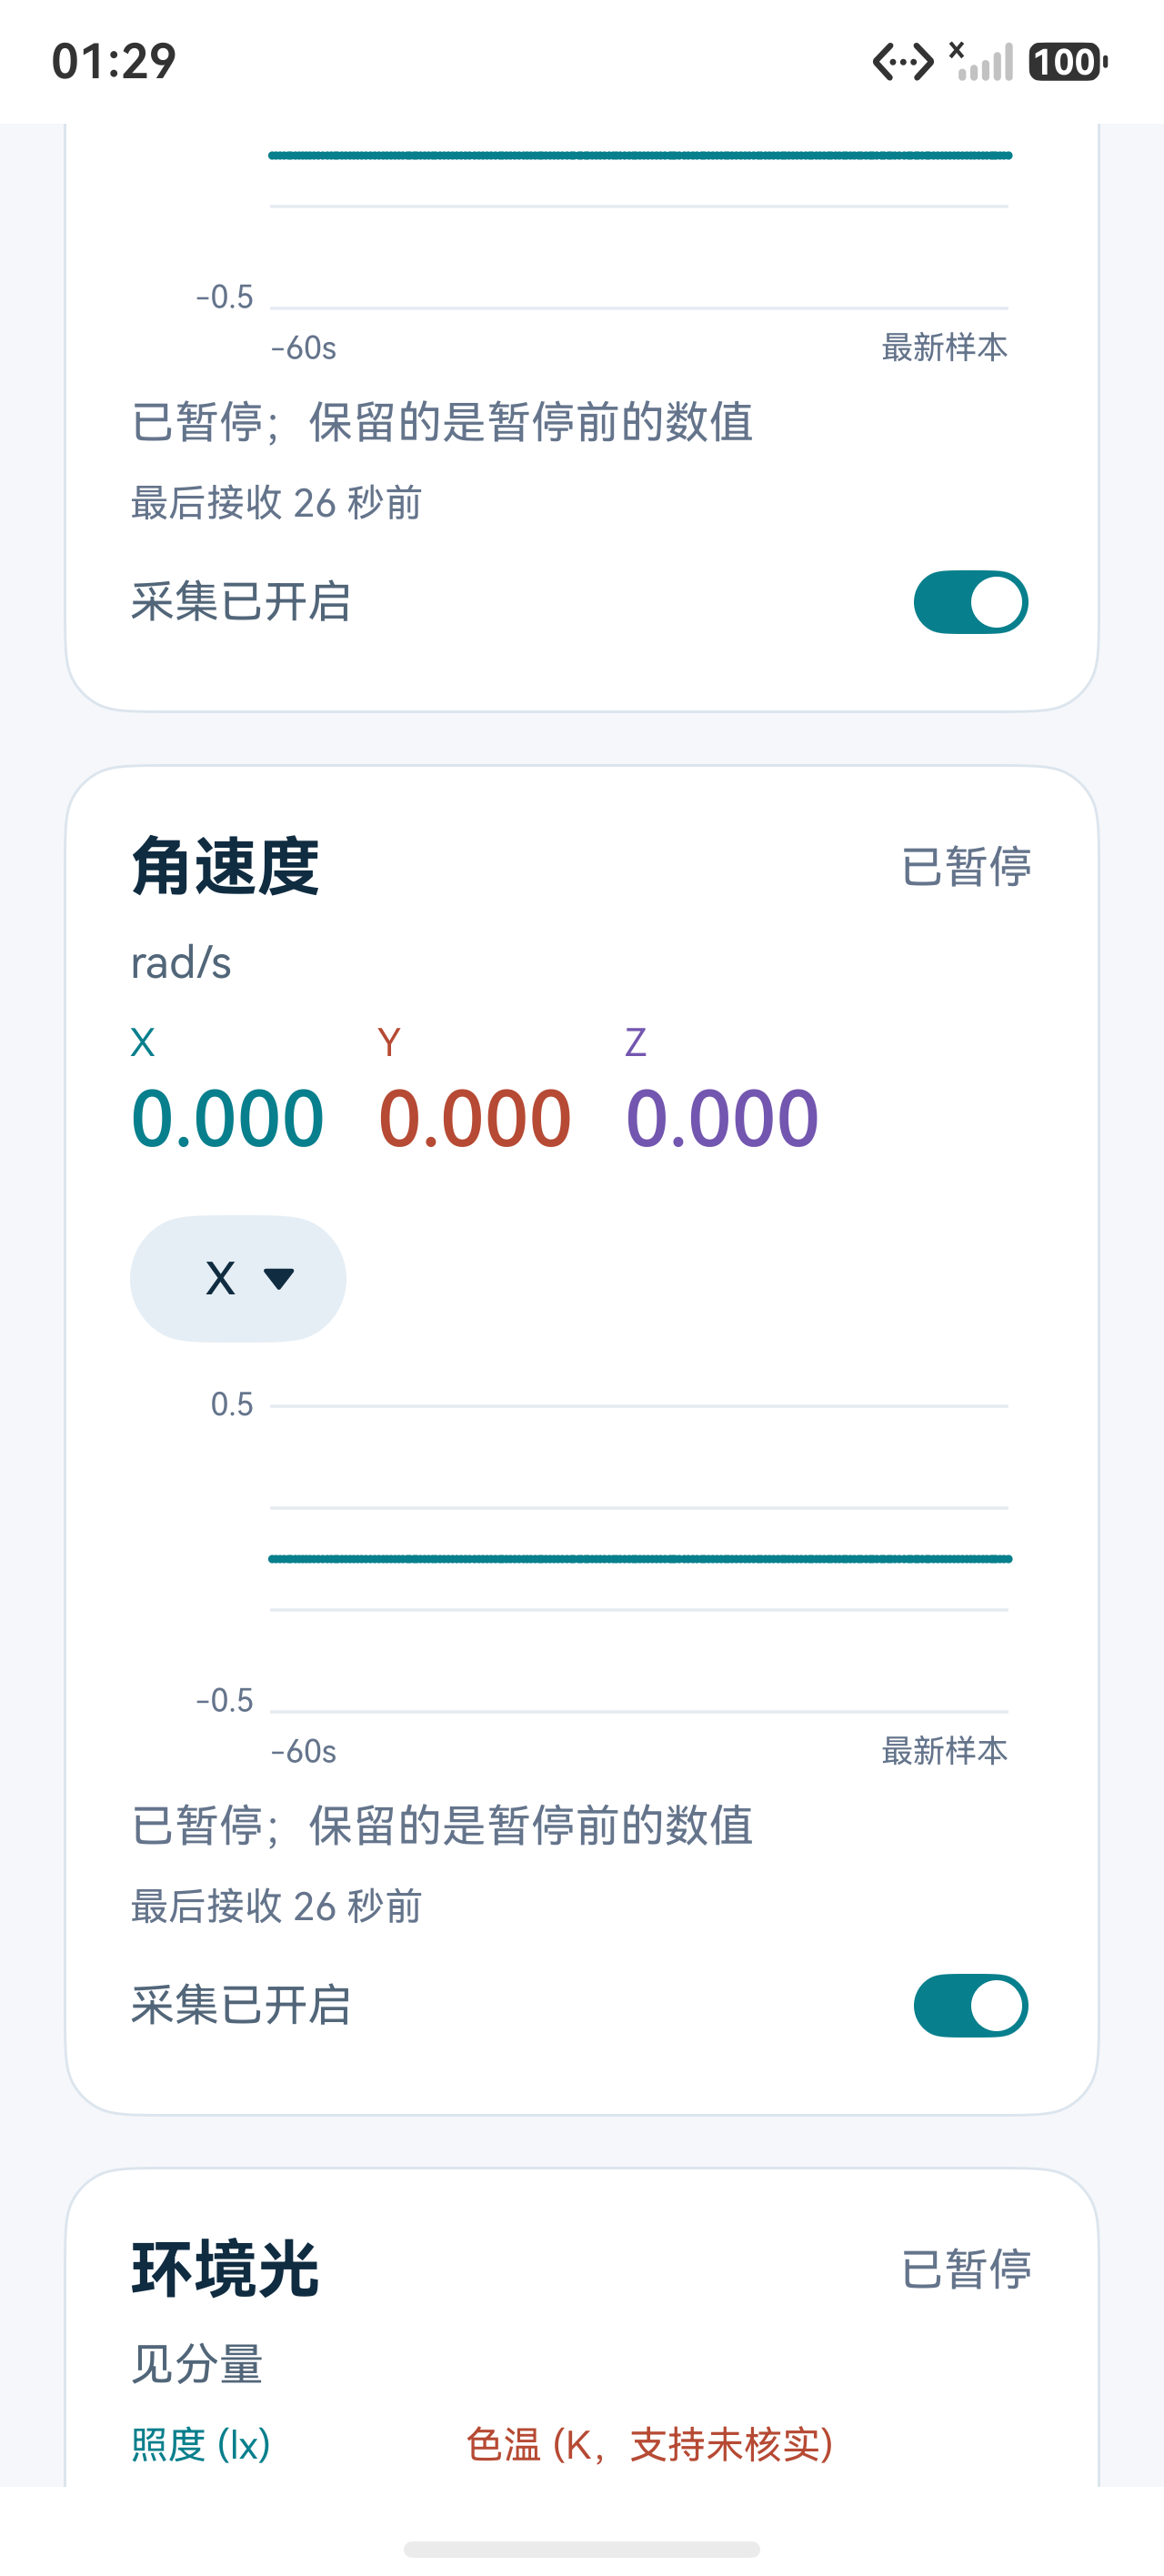 01:29
100
-0.5
-60s 最新样本
已暂停；保留的是暂停前的数值
最后接收 26 秒前
采集已开启
角速度 已暂停
rad/s
X Y Z
0.000 0.000 0.000
X
0.5
-0.5
-60s 最新样本
已暂停；保留的是暂停前的数值
最后接收 26 秒前
采集已开启
环境光 已暂停
见分量
照度 (lx) 色温 (K，支持未核实)